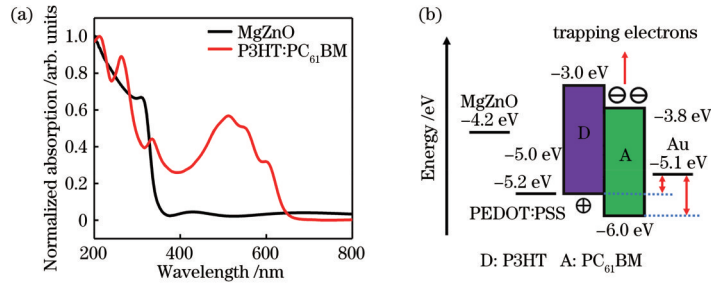 (a)
Normalized absorption /arb. units
1.0
0.8
0.6
0.4
0.2
0
200
300
400
500
600
700
800
Wavelength /nm
MgZnO
P3HT:PC₆₁BM
(b)
Energy /eV
trapping electrons
−3.0 eV
MgZnO
−4.2 eV
−3.8 eV
Au
−5.1 eV
D
A
−5.0 eV
−5.2 eV
PEDOT:PSS
−6.0 eV
D: P3HT A: PC₆₁BM